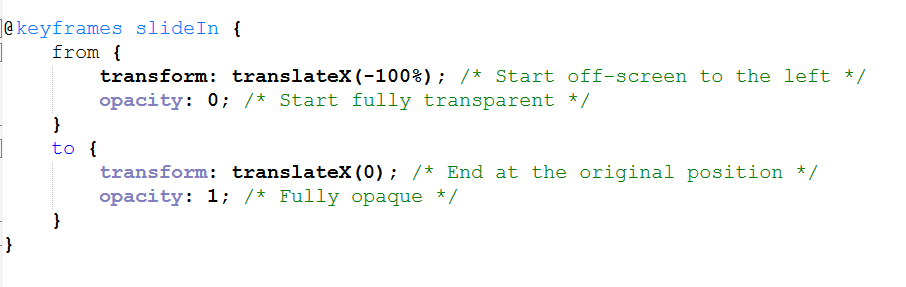 @keyframes slideIn {
    from {
        transform: translateX(-100%); /* Start off-screen to the left */
        opacity: 0; /* Start fully transparent */
    }
    to {
        transform: translateX(0); /* End at the original position */
        opacity: 1; /* Fully opaque */
    }
}